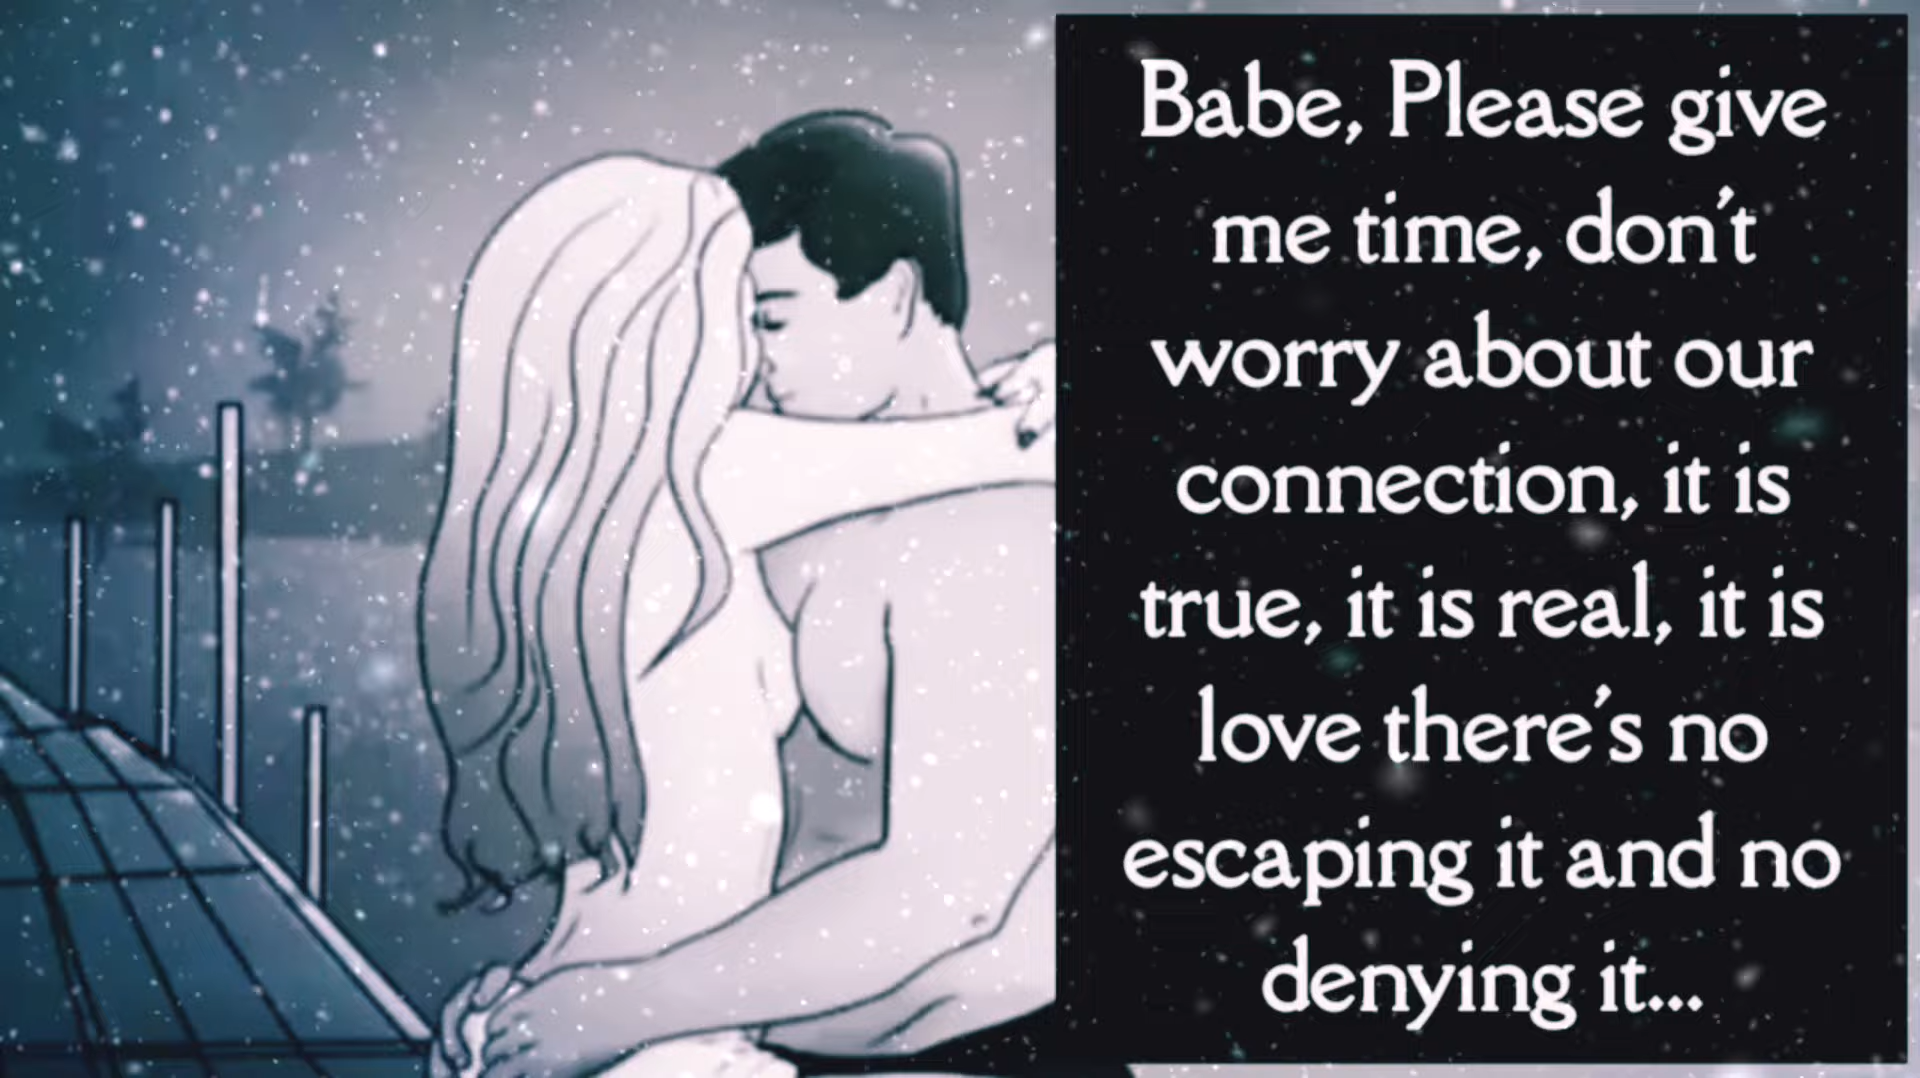 Babe, Please give
me time, don't
worry about our
connection, it is
true, it is real, it is
love there's no
escaping it and no
denying it...